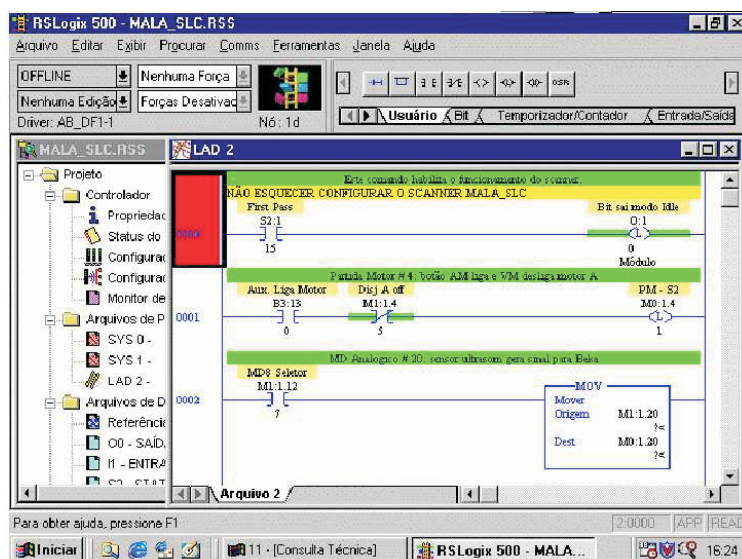 RSLogix 500 - MALA_SLC.RSS
Arquivo Editar Exibir Procurar Comms Ferramentas Janela Ajuda
OFFLINE
Nenhuma Força
Nenhuma Edição
Forças Desativad
Driver: AB_DF1-1
Nó: 1d
OSR
Usuário Bit Temporizador/Contador Entrada/Saída
MALA_SLC.RSS
Projeto
Controlador
Propriedad
Status do
Configuraç
Configuraç
Monitor de
Arquivos de P
SYS 0 -
SYS 1 -
LAD 2 -
Arquivos de D
Referência
O0 - SAÍD
I1 - ENTRA
S2 - STAT
LAD 2
Este comando habilita o funcionamento do scanner.
NÃO ESQUECER CONFIGURAR O SCANNER MALA_SLC
First Pass
Bit sai modo Idle
S2:1
O:1
0000
L
15
0
Módulo
Partida Motor # 4: botão AM liga e VM desliga motor A
Aux. Liga Motor
Disj A off
PM - S2
B3:13
M1:1.4
M0:1.4
0001
L
0
5
1
MD Analogico # 20: sensor ultrasom gera sinal para Beka
MD8 Seletor
M1:1.12
0002
7
MOV
Mover
Origem M1:1.20
?<
Dest M0:1.20
?<
Arquivo 2
Para obter ajuda, pressione F1
2:0000 APP READ
Iniciar
11 - [Consulta Técnica]
RSLogix 500 - MALA...
16:24